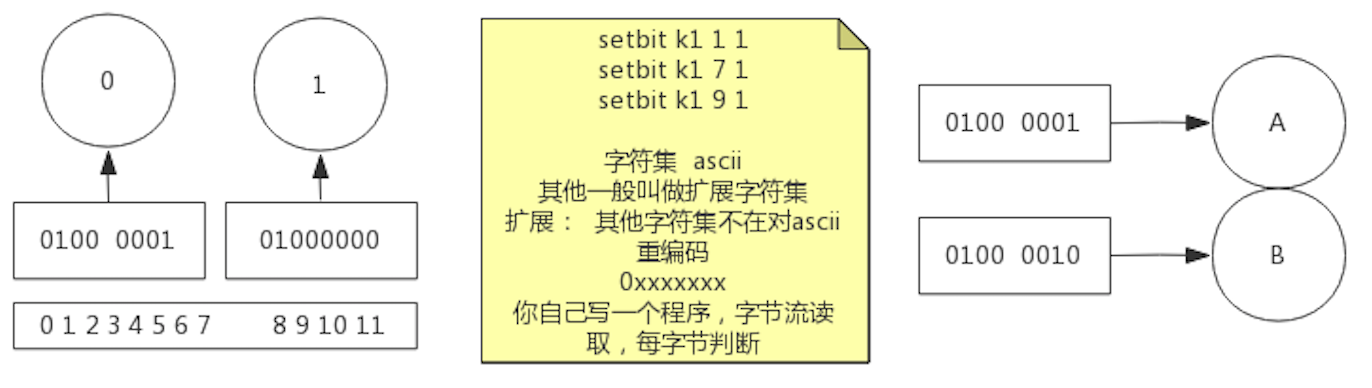 0
1
0100 0001
01000000
0 1 2 3 4 5 6 7
8 9 10 11
setbit k1 1 1
setbit k1 7 1
setbit k1 9 1
字符集 ascii
其他一般叫做扩展字符集
扩展： 其他字符集不在对ascii
重编码
0xxxxxxx
你自己写一个程序，字节流读
取，每字节判断
0100 0001
A
0100 0010
B